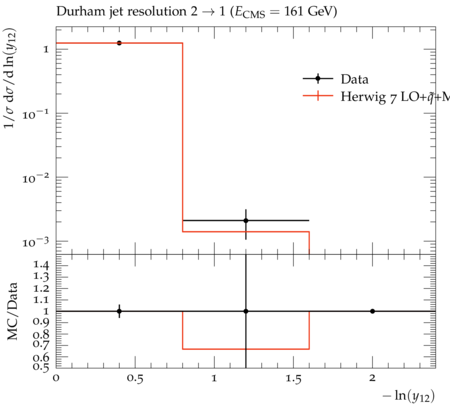 Durham jet resolution 2 → 1 (E_CMS = 161 GeV)
1/σ dσ/d ln(y_12)
1
10^−1
10^−2
10^−3
Data
Herwig 7 LO+q̃+M
MC/Data
1.4
1.3
1.2
1.1
1
0.9
0.8
0.7
0.6
0.5
0 0.5 1 1.5 2
− ln(y_12)